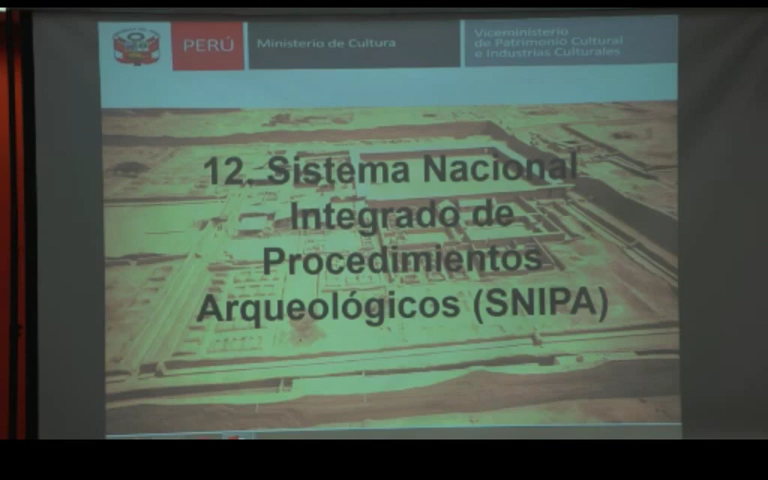 PERÚ
Ministerio de Cultura
Viceministerio
de Patrimonio Cultural
e Industrias Culturales
12. Sistema Nacional
Integrado de
Procedimientos
Arqueológicos (SNIPA)